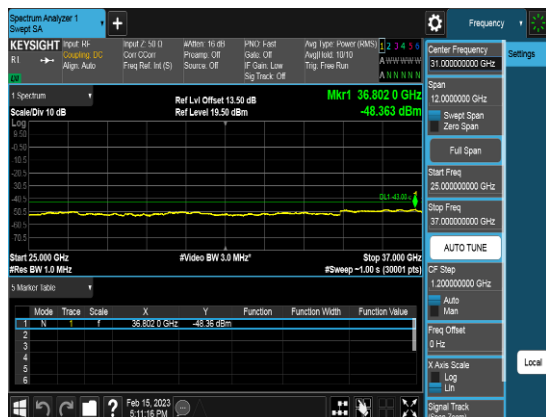 Spectrum Analyzer 1
Swept SA
+
Frequency
KEYSIGHT
Input: RF
Coupling: DC
Align: Auto
Input Z: 50 Ω
Corr CCorr
Freq Ref: Int (S)
#Atten: 16 dB
Preamp: Off
Source: Off
PNO: Fast
Gate: Off
IF Gain: Low
Sig Track: Off
Avg Type: Power (RMS)
Avg|Hold: 10/10
Trig: Free Run
1 2 3 4 5 6
A W W W W W
A N N N N N
1 Spectrum
Scale/Div 10 dB
Ref Lvl Offset 13.50 dB
Ref Level 19.50 dBm
Mkr1 36.802 0 GHz
-48.363 dBm
Log
9.50
-0.50
-10.5
-20.5
-30.5
-40.5
-50.5
-60.5
-70.5
Start 25.000 GHz
#Res BW 1.0 MHz
#Video BW 3.0 MHz*
Stop 37.000 GHz
#Sweep ~1.00 s (30001 pts)
5 Marker Table
Mode Trace Scale X Y Function Function Width Function Value
1 N 1 f 36.802 0 GHz -48.36 dBm
2
3
4
5
6
Feb 15, 2023
5:11:16 PM
Center Frequency
31.000000000 GHz
Span
12.0000000 GHz
Swept Span
Zero Span
Full Span
Start Freq
25.000000000 GHz
Stop Freq
37.000000000 GHz
AUTO TUNE
CF Step
1.200000000 GHz
Auto
Man
Freq Offset
0 Hz
X Axis Scale
Log
Lin
Signal Track
Settings
Local